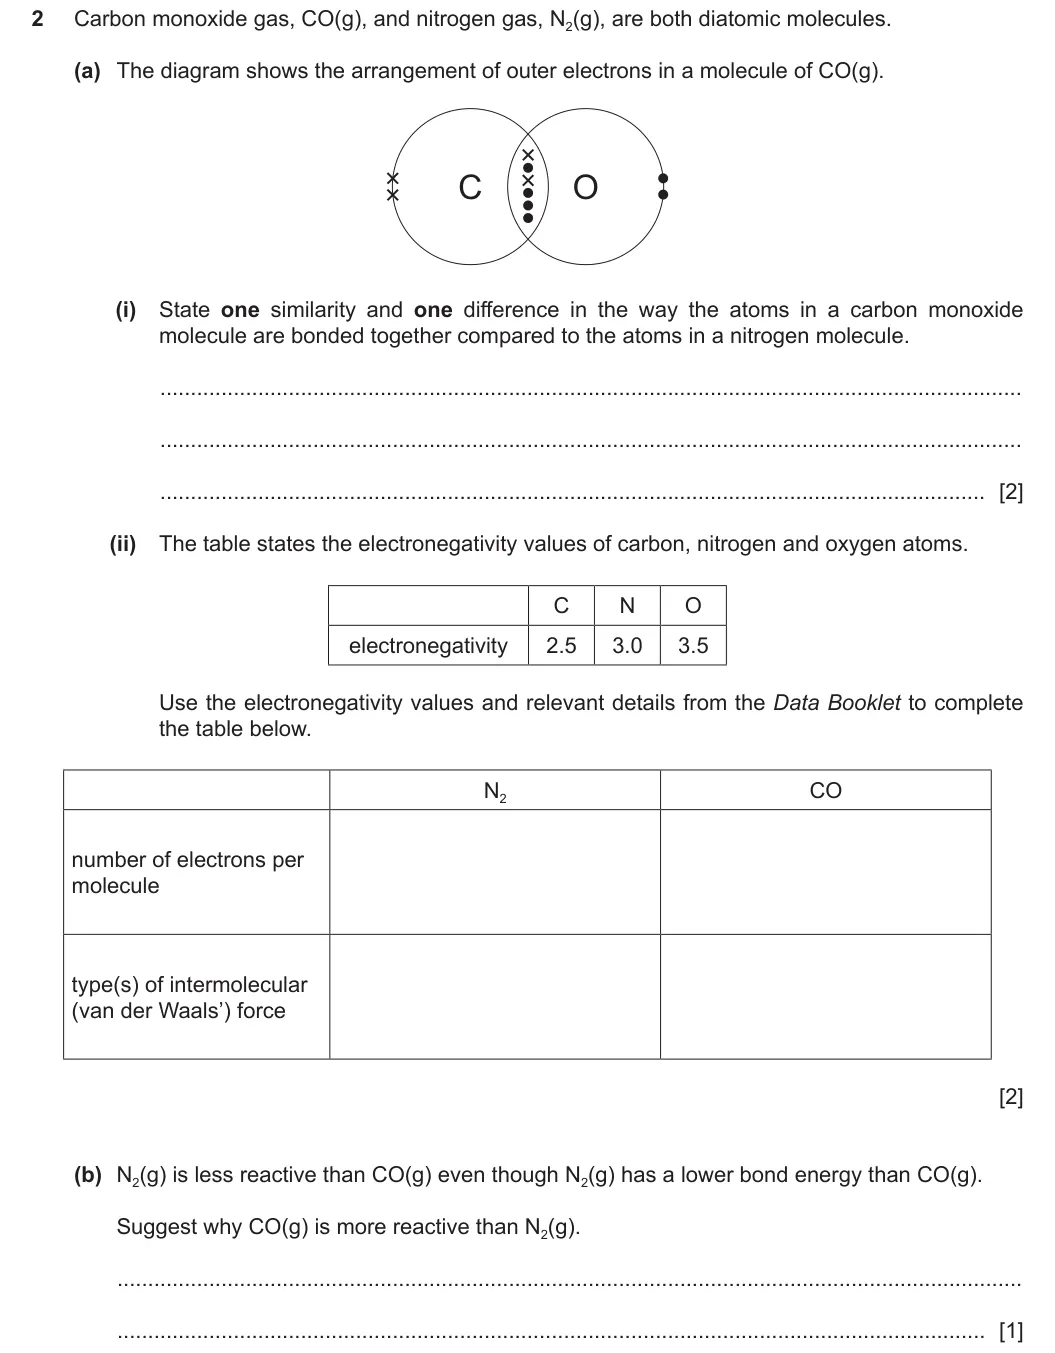 2 Carbon monoxide gas, CO(g), and nitrogen gas, N₂(g), are both diatomic molecules.
(a) The diagram shows the arrangement of outer electrons in a molecule of CO(g).
C O
(i) State one similarity and one difference in the way the atoms in a carbon monoxide
molecule are bonded together compared to the atoms in a nitrogen molecule.
[2]
(ii) The table states the electronegativity values of carbon, nitrogen and oxygen atoms.
C N O
electronegativity 2.5 3.0 3.5
Use the electronegativity values and relevant details from the Data Booklet to complete
the table below.
N₂ CO
number of electrons per
molecule
type(s) of intermolecular
(van der Waals’) force
[2]
(b) N₂(g) is less reactive than CO(g) even though N₂(g) has a lower bond energy than CO(g).
Suggest why CO(g) is more reactive than N₂(g).
[1]